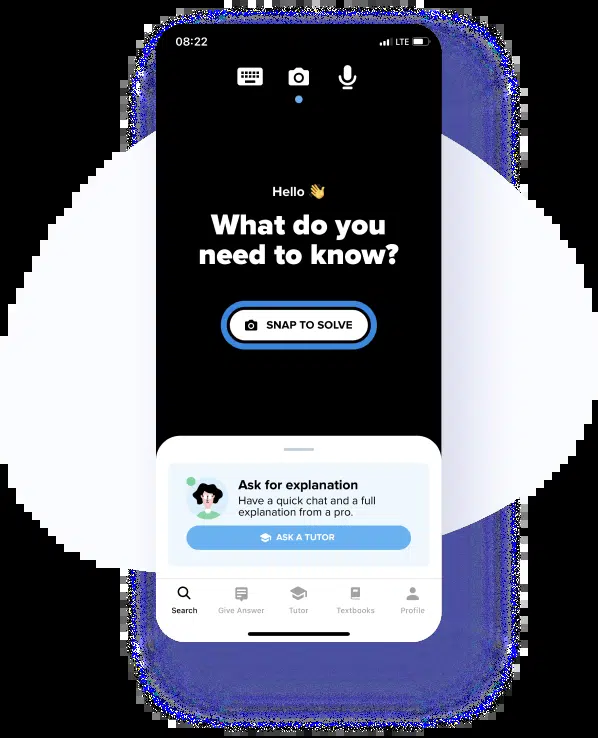 08:22 LTE
Hello 👋
What do you
need to know?
SNAP TO SOLVE
Ask for explanation
Have a quick chat and a full
explanation from a pro.
ASK A TUTOR
Search Give Answer Tutor Textbooks Profile